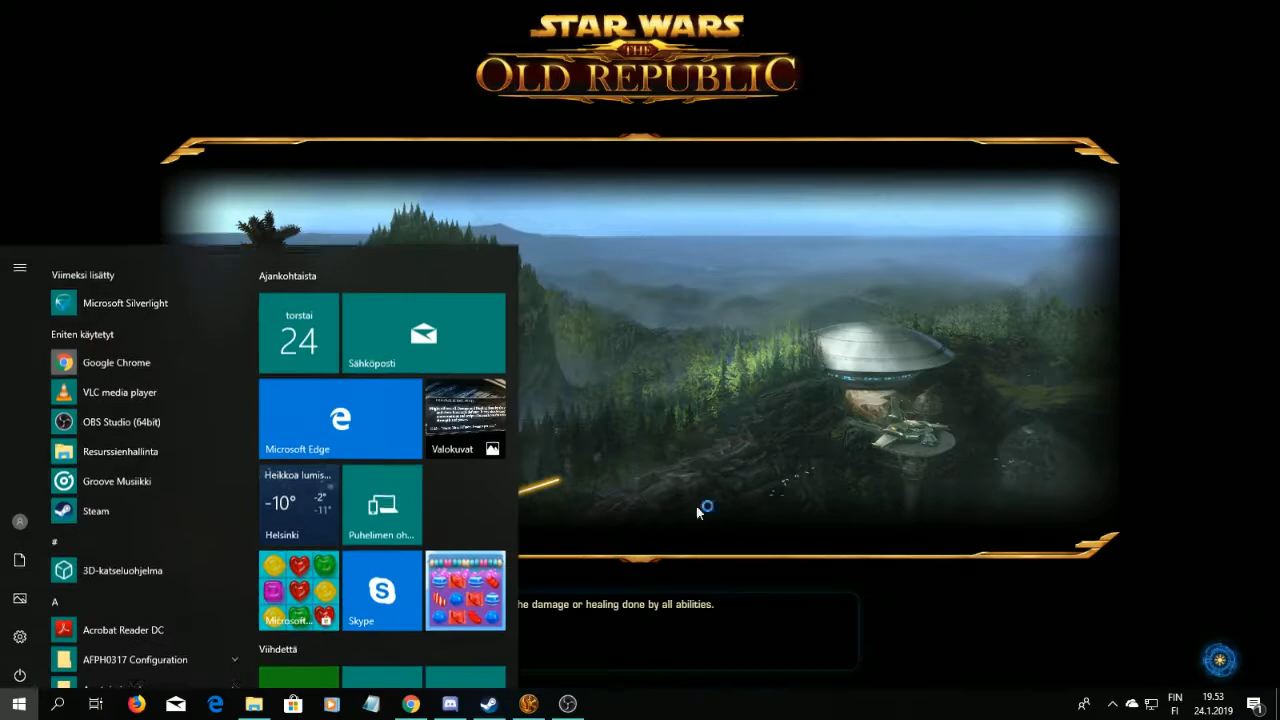 STAR WARS
THE
OLD REPUBLIC
Viimeksi lisätty
Microsoft Silverlight
Eniten käytetyt
Google Chrome
VLC media player
OBS Studio (64bit)
Resurssienhallinta
Groove Musiikki
Steam
#
3D-katseluohjelma
A
Acrobat Reader DC
AFPH0317 Configuration
Ajankohtaista
torstai
24
Sähköposti
Microsoft Edge
Valokuvat
Heikkoa lumis...
-10° -2°
-11°
Helsinki
Puhelimen oh...
Microsoft...
Skype
Viihdettä
he damage or healing done by all abilities.
FIN
FI
19.53
24.1.2019
1